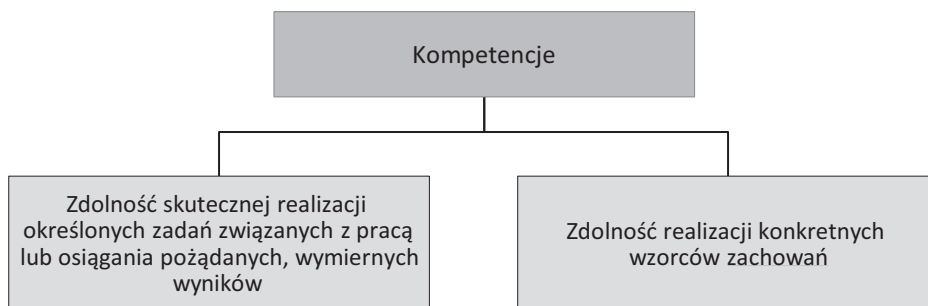 Kompetencje
Zdolność skutecznej realizacji
określonych zadań związanych z pracą
lub osiągania pożądanych, wymiernych
wyników
Zdolność realizacji konkretnych
wzorców zachowań